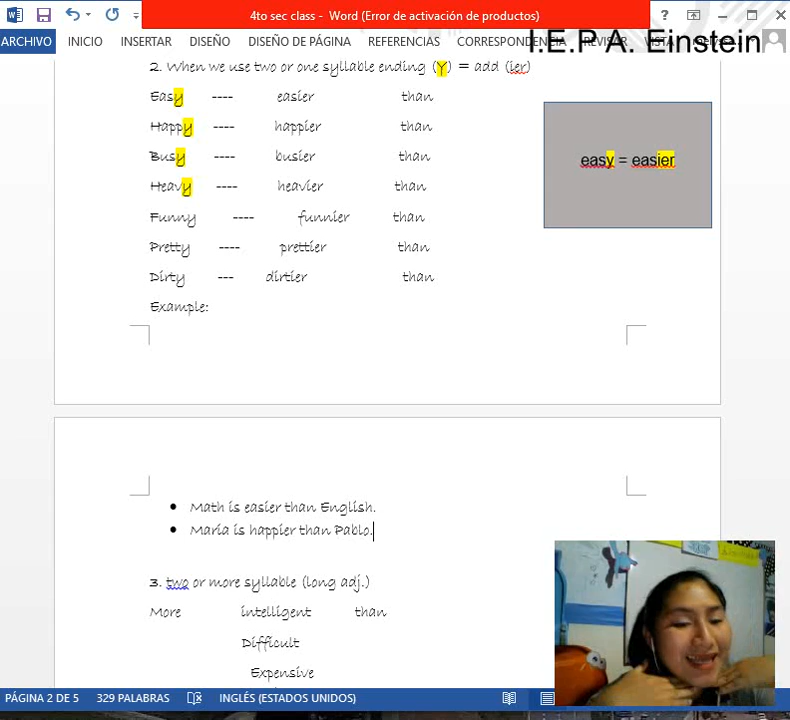 4to sec class - Word (Error de activación de productos)
ARCHIVO INICIO INSERTAR DISEÑO DISEÑO DE PÁGINA REFERENCIAS CORRESPONDENCIA REVISAR VISTA
I.E.P.A. Einstein
2. When we use two or one syllable ending (Y) = add (ier)
Easy ---- easier than
Happy ---- happier than
Busy ---- busier than
Heavy ---- heavier than
Funny ---- funnier than
Pretty ---- prettier than
Dirty --- dirtier than
Example:
easy = easier
• Math is easier than English.
• Maria is happier than Pablo.
3. two or more syllable (long adj.)
More intelligent than
Difficult
Expensive
PÁGINA 2 DE 5 329 PALABRAS INGLÉS (ESTADOS UNIDOS)